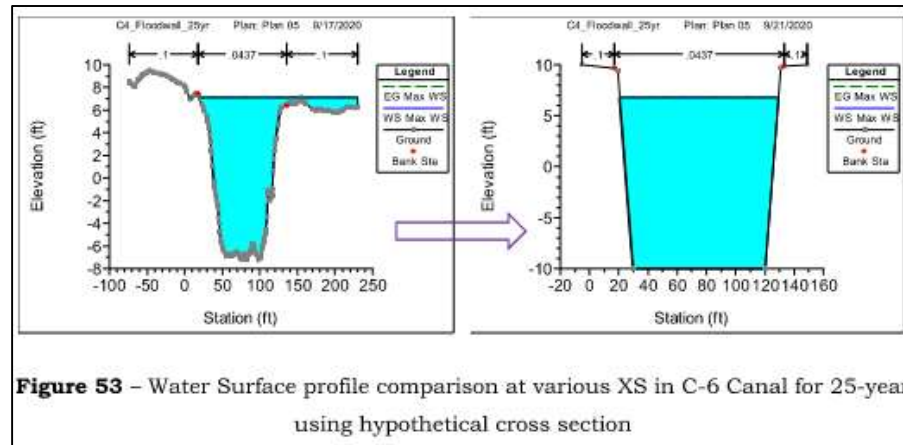 C4_Floodwall_25yr Plan: Plan 05 9/17/2020
.1 .0437 .1
10
8
6
4
2
0
-2
-4
-6
-8
Elevation (ft)
-100 -50 0 50 100 150 200 250
Station (ft)
Legend
EG Max WS
WS Max WS
Ground
Bank Sta
C4_Floodwall_25yr Plan: Plan 05 9/21/2020
.1 .0437 .1
10
5
0
-5
-10
Elevation (ft)
-20 0 20 40 60 80 100 120 140 160
Station (ft)
Legend
EG Max WS
WS Max WS
Ground
Bank Sta
Figure 53 – Water Surface profile comparison at various XS in C-6 Canal for 25-year
using hypothetical cross section